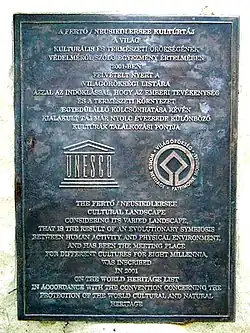 A FERTŐ / NEUSIEDLERSEE KULTÚRTÁJ
A VILÁG
KULTURÁLIS ÉS TERMÉSZETI ÖRÖKSÉGÉNEK
VÉDELMÉRŐL SZÓLÓ EGYEZMÉNY ÉRTELMÉBEN
2001-BEN
FELVÉTELT NYERT A
VILÁGÖRÖKSÉGI LISTÁRA
AZZAL AZ INDOKLÁSSAL, HOGY AZ EMBERI TEVÉKENYSÉG
ÉS A TERMÉSZETI KÖRNYEZET
EGYEDÜLÁLLÓ KÖLCSÖNHATÁSA RÉVÉN
KIALAKULT TÁJ MÁR NYOLC ÉVEZREDE KÜLÖNBÖZŐ
KULTÚRÁK TALÁLKOZÁSI PONTJA
UNESCO
VILÁGÖRÖKSÉG
PATRIMOINE
THE FERTŐ / NEUSIEDLERSEE
CULTURAL LANDSCAPE
CONSIDERING ITS VARIED LANDSCAPE,
THAT IS THE RESULT OF AN EVOLUTIONARY SYMBIOSIS
BETWEEN HUMAN ACTIVITY AND PHYSICAL ENVIRONMENT,
AND HAS BEEN THE MEETING PLACE
FOR DIFFERENT CULTURES FOR EIGHT MILLENNIA,
WAS INSCRIBED
IN 2001
ON THE WORLD HERITAGE LIST
IN ACCORDANCE WITH THE CONVENTION CONCERNING THE
PROTECTION OF THE WORLD CULTURAL AND NATURAL
HERITAGE